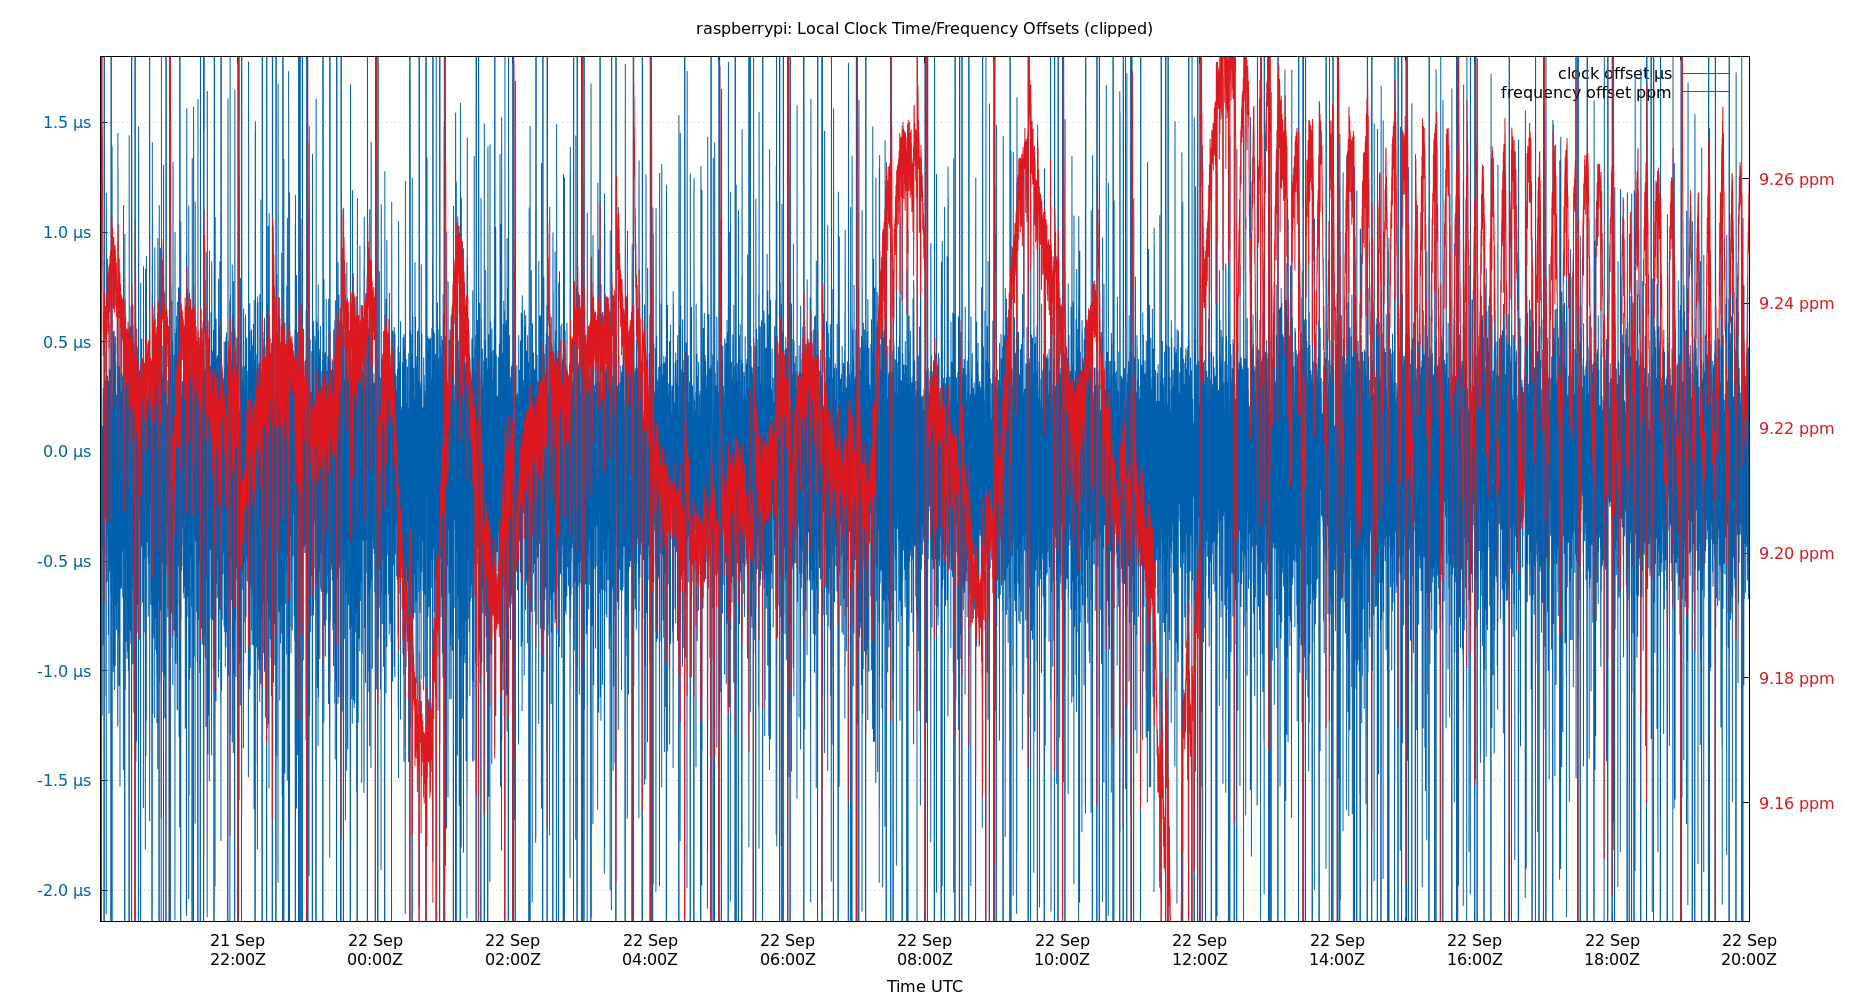 raspberrypi: Local Clock Time/Frequency Offsets (clipped)
clock offset µs
frequency offset ppm
1.5 µs
1.0 µs
0.5 µs
0.0 µs
-0.5 µs
-1.0 µs
-1.5 µs
-2.0 µs
9.26 ppm
9.24 ppm
9.22 ppm
9.20 ppm
9.18 ppm
9.16 ppm
21 Sep
22:00Z
22 Sep
00:00Z
22 Sep
02:00Z
22 Sep
04:00Z
22 Sep
06:00Z
22 Sep
08:00Z
22 Sep
10:00Z
22 Sep
12:00Z
22 Sep
14:00Z
22 Sep
16:00Z
22 Sep
18:00Z
22 Sep
20:00Z
Time UTC